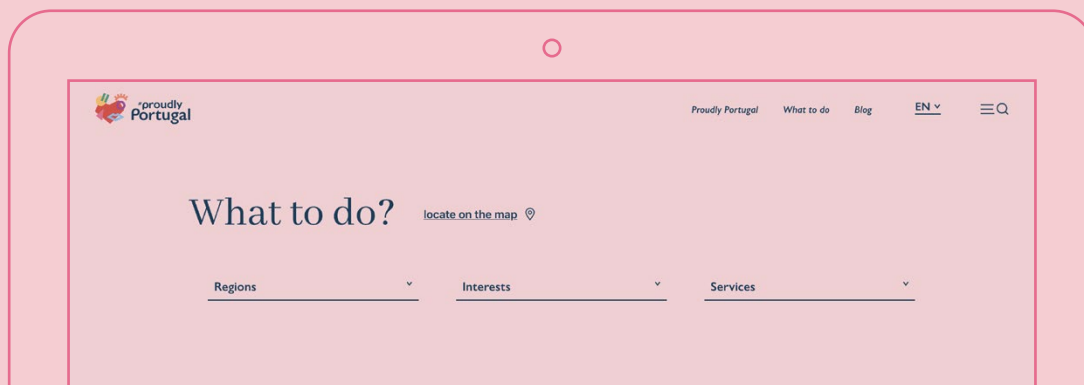 #proudly
Portugal
Proudly Portugal What to do Blog EN
What to do? locate on the map
Regions Interests Services